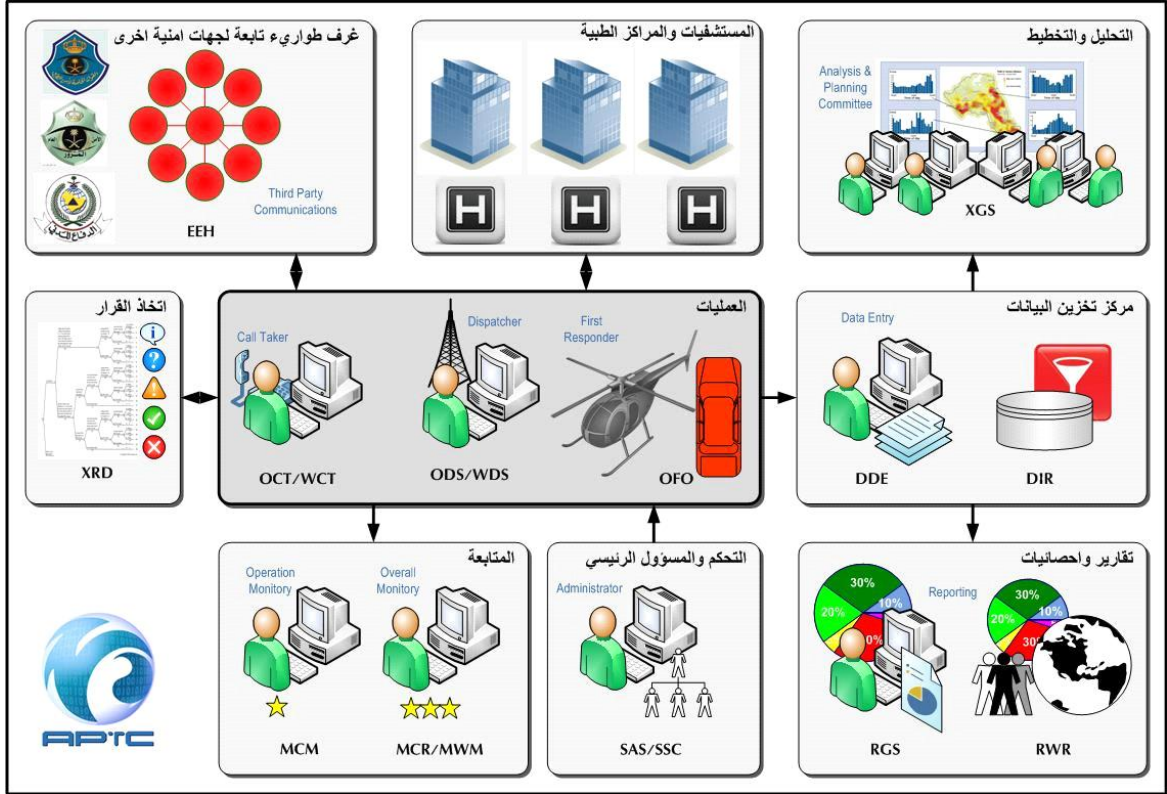 غرف طواريء تابعة لجهات امنية اخرى
Third Party
Communications
EEH
المستشفيات والمراكز الطبية
H
H
H
التحليل والتخطيط
Analysis &
Planning
Committee
XGS
اتخاذ القرار
XRD
العمليات
Call Taker
Dispatcher
First
Responder
OCT/WCT
ODS/WDS
OFO
مركز تخزين البيانات
Data Entry
DDE
DIR
المتابعة
Operation
Monitory
Overall
Monitory
MCM
MCR/MWM
التحكم والمسؤول الرئيسي
Administrator
SAS/SSC
تقارير واحصائيات
Reporting
30%
10%
20%
30%
10%
20%
RGS
RWR
APTC